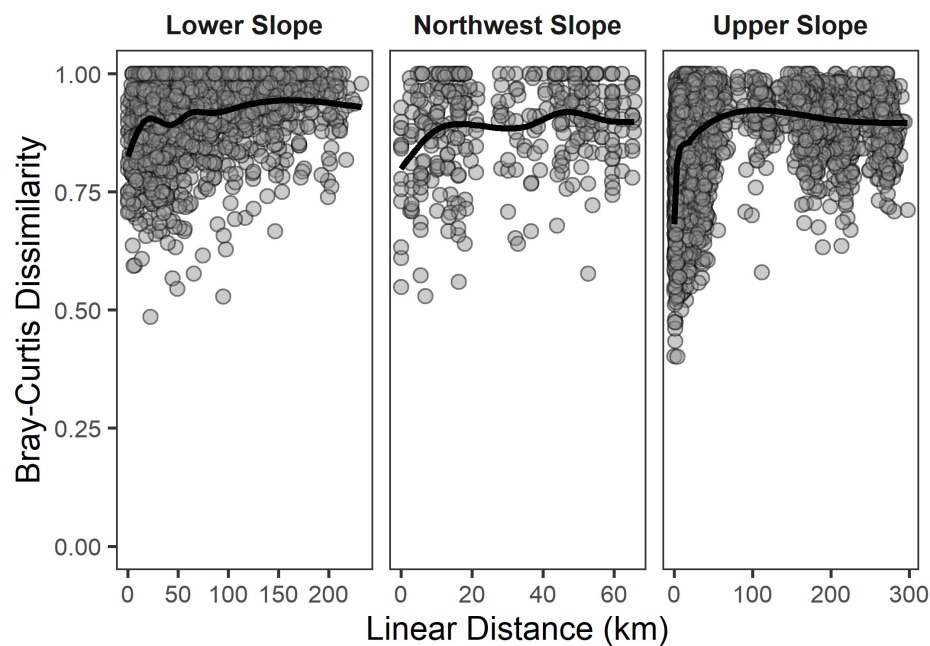 Lower Slope Northwest Slope Upper Slope
1.00
0.75
0.50
0.25
0.00
Bray-Curtis Dissimilarity
0 50 100 150 200 0 20 40 60 0 100 200 300
Linear Distance (km)